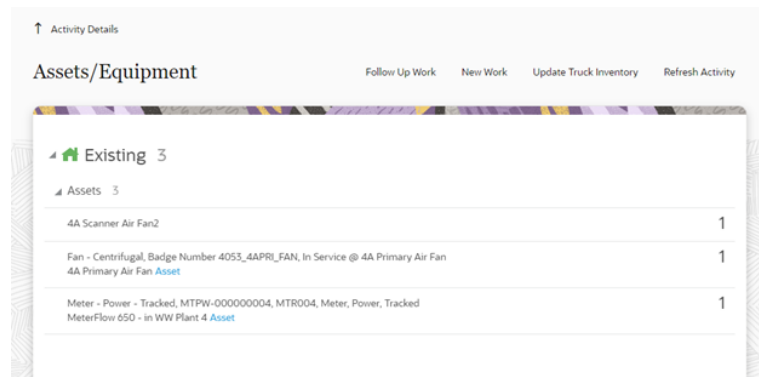 ↑ Activity Details
Assets/Equipment
Follow Up Work New Work Update Truck Inventory Refresh Activity
Existing 3
Assets 3
4A Scanner Air Fan2 1
Fan - Centrifugal, Badge Number 4053_4APRI_FAN, In Service @ 4A Primary Air Fan 1
4A Primary Air Fan Asset
Meter - Power - Tracked, MTPW-000000004, MTR004, Meter, Power, Tracked 1
MeterFlow 650 - in WW Plant 4 Asset